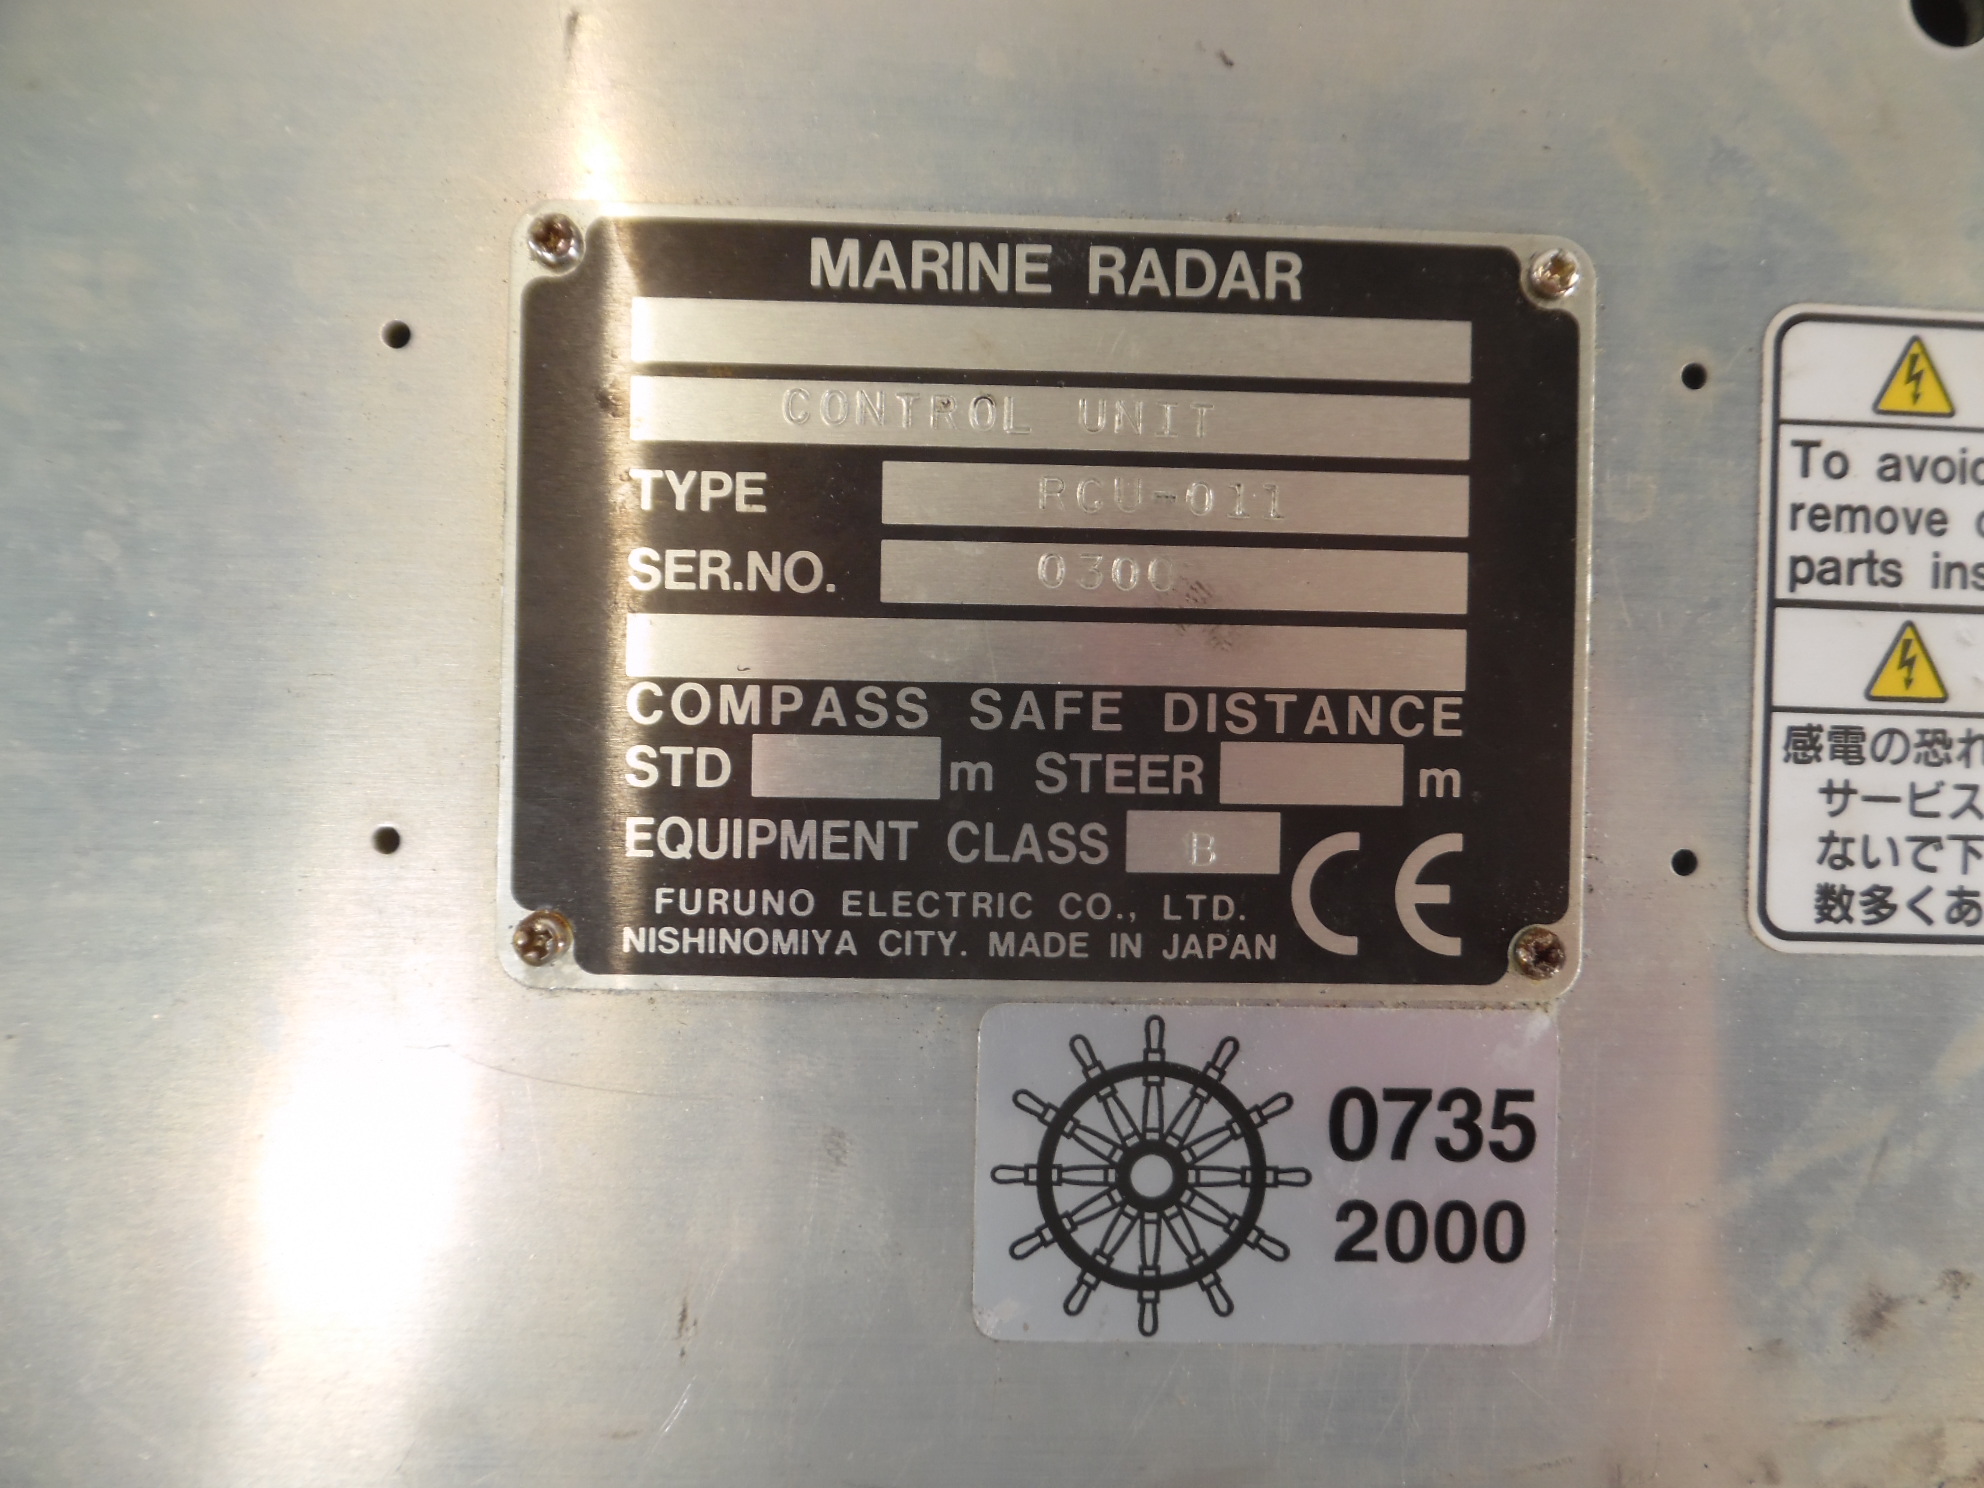 MARINE RADAR
CONTROL UNIT
TYPE RCU-011
SER.NO. 0300
COMPASS SAFE DISTANCE
STD m STEER m
EQUIPMENT CLASS B
FURUNO ELECTRIC CO., LTD.
NISHINOMIYA CITY. MADE IN JAPAN
CE
0735
2000
To avoid
remove
parts ins
感電の恐れ
サービス
ないで下
数多くあ